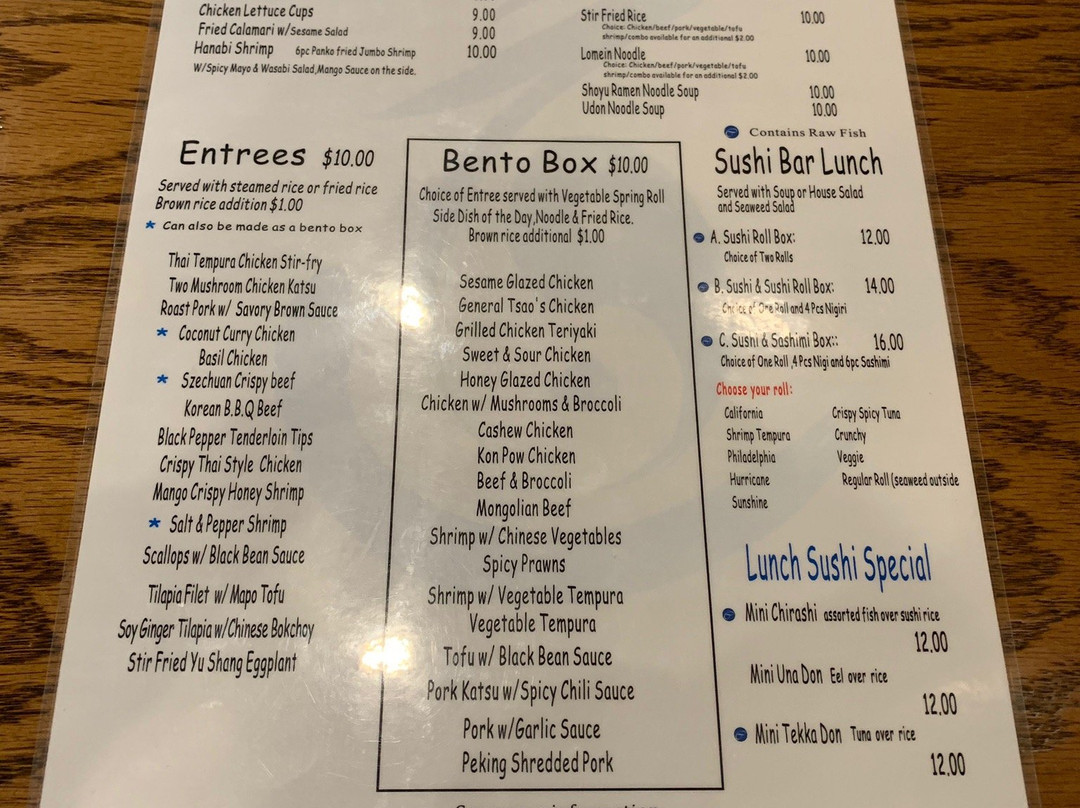 Chicken Lettuce Cups 9.00
Fried Calamari w/Sesame Salad 9.00
Hanabi Shrimp 6pc Panko fried Jumbo Shrimp 10.00
W/Spicy Mayo & Wasabi Salad,Mango Sauce on the side.
Stir Fried Rice 10.00
Choice: Chicken/beef/pork/vegetable/tofu
shrimp/combo available for an additional $2.00
Lomein Noodle 10.00
Choice: Chicken/beef/pork/vegetable/tofu
shrimp/combo available for an additional $2.00
Shoyu Ramen Noodle Soup 10.00
Udon Noodle Soup 10.00
Entrees $10.00
Served with steamed rice or fried rice
Brown rice addition $1.00
* Can also be made as a bento box
Thai Tempura Chicken Stir-fry
Two Mushroom Chicken Katsu
Roast Pork w/ Savory Brown Sauce
* Coconut Curry Chicken
Basil Chicken
* Szechuan Crispy beef
Korean B.B.Q Beef
Black Pepper Tenderloin Tips
Crispy Thai Style Chicken
Mango Crispy Honey Shrimp
* Salt & Pepper Shrimp
Scallops w/ Black Bean Sauce
Tilapia Filet w/ Mapo Tofu
Soy Ginger Tilapia w/Chinese Bokchoy
Stir Fried Yu Shang Eggplant
Bento Box $10.00
Choice of Entree served with Vegetable Spring Roll
Side Dish of the Day,Noodle & Fried Rice.
Brown rice additional $1.00
Sesame Glazed Chicken
General Tsao's Chicken
Grilled Chicken Teriyaki
Sweet & Sour Chicken
Honey Glazed Chicken
Chicken w/ Mushrooms & Broccoli
Cashew Chicken
Kon Pow Chicken
Beef & Broccoli
Mongolian Beef
Shrimp w/ Chinese Vegetables
Spicy Prawns
Shrimp w/ Vegetable Tempura
Vegetable Tempura
Tofu w/ Black Bean Sauce
Pork Katsu w/Spicy Chili Sauce
Pork w/Garlic Sauce
Peking Shredded Pork
Contains Raw Fish
Sushi Bar Lunch
Served with Soup or House Salad
and Seaweed Salad
A. Sushi Roll Box: 12.00
Choice of Two Rolls
B. Sushi & Sushi Roll Box: 14.00
Choice of One Roll and 4 Pcs Nigiri
C. Sushi & Sashimi Box:: 16.00
Choice of One Roll ,4 Pcs Nigi and 6pc Sashimi
Choose your roll:
California Crispy Spicy Tuna
Shrimp Tempura Crunchy
Philadelphia Veggie
Hurricane Regular Roll (seaweed outside
Sunshine
Lunch Sushi Special
Mini Chirashi assorted fish over sushi rice
12.00
Mini Una Don Eel over rice
12.00
Mini Tekka Don Tuna over rice
12.00